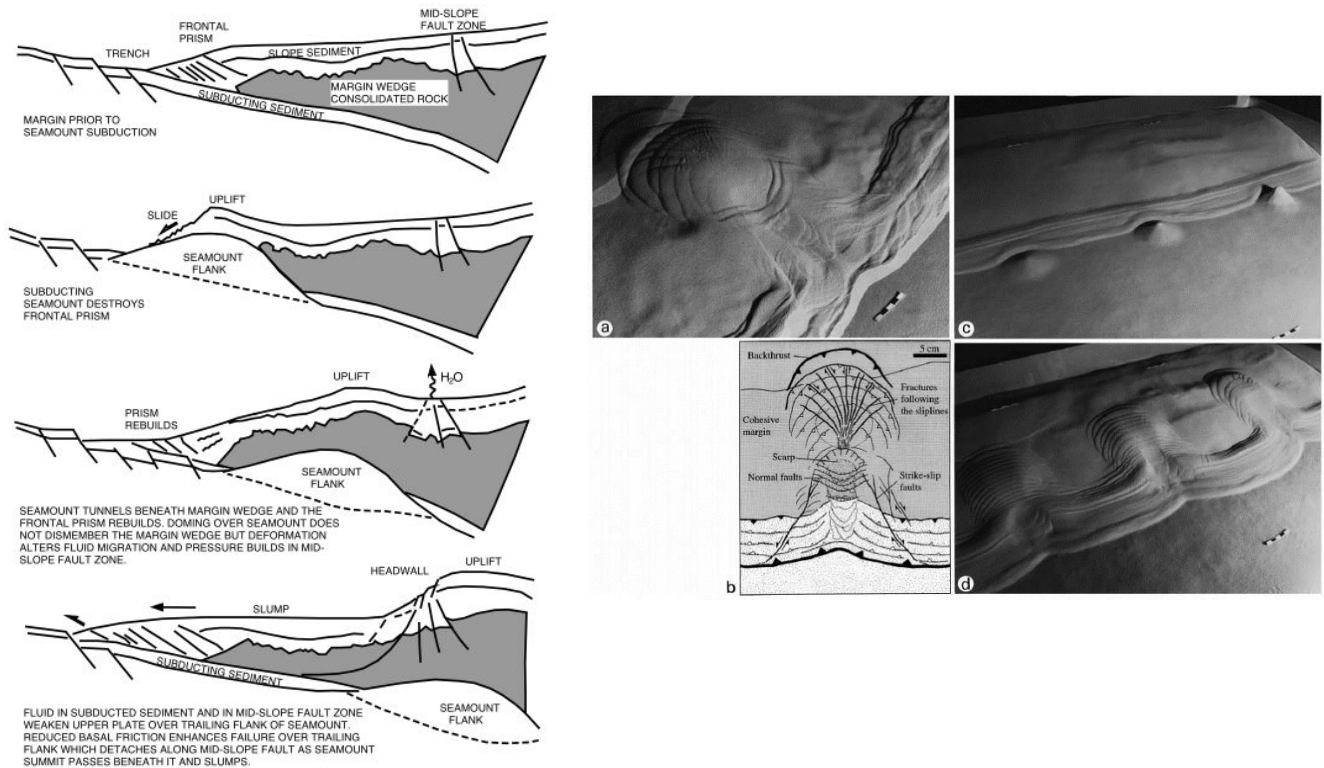 MID-SLOPE
FAULT ZONE
FRONTAL
PRISM
TRENCH
SLOPE SEDIMENT
MARGIN WEDGE
CONSOLIDATED ROCK
SUBDUCTING SEDIMENT
MARGIN PRIOR TO
SEAMOUNT SUBDUCTION
UPLIFT
SLIDE
SEAMOUNT
FLANK
SUBDUCTING
SEAMOUNT DESTROYS
FRONTAL PRISM
H2O
UPLIFT
PRISM
REBUILDS
SEAMOUNT
FLANK
SEAMOUNT TUNNELS BENEATH MARGIN WEDGE AND THE
FRONTAL PRISM REBUILDS. DOMING OVER SEAMOUNT DOES
NOT DISMEMBER THE MARGIN WEDGE BUT DEFORMATION
ALTERS FLUID MIGRATION AND PRESSURE BUILDS IN MID-
SLOPE FAULT ZONE.
UPLIFT
HEADWALL
SLUMP
SUBDUCTING SEDIMENT
SEAMOUNT
FLANK
FLUID IN SUBDUCTED SEDIMENT AND IN MID-SLOPE FAULT ZONE
WEAKEN UPPER PLATE OVER TRAILING FLANK OF SEAMOUNT.
REDUCED BASAL FRICTION ENHANCES FAILURE OVER TRAILING
FLANK WHICH DETACHES ALONG MID-SLOPE FAULT AS SEAMOUNT
SUMMIT PASSES BENEATH IT AND SLUMPS.
a
c
5 cm
Backthrust
Fractures
following
the sliplines
Cohesive
margin
Scarp
Normal faults
Strike-slip
faults
b
d